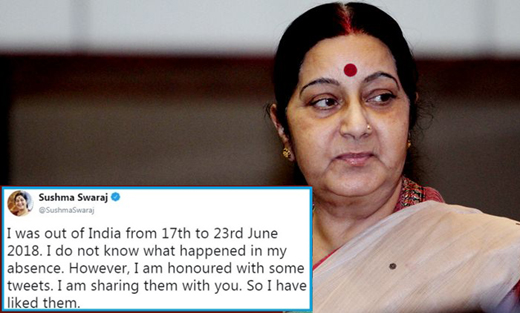 Sushma Swaraj
@SushmaSwaraj
I was out of India from 17th to 23rd June
2018. I do not know what happened in my
absence. However, I am honoured with some
tweets. I am sharing them with you. So I have
liked them.